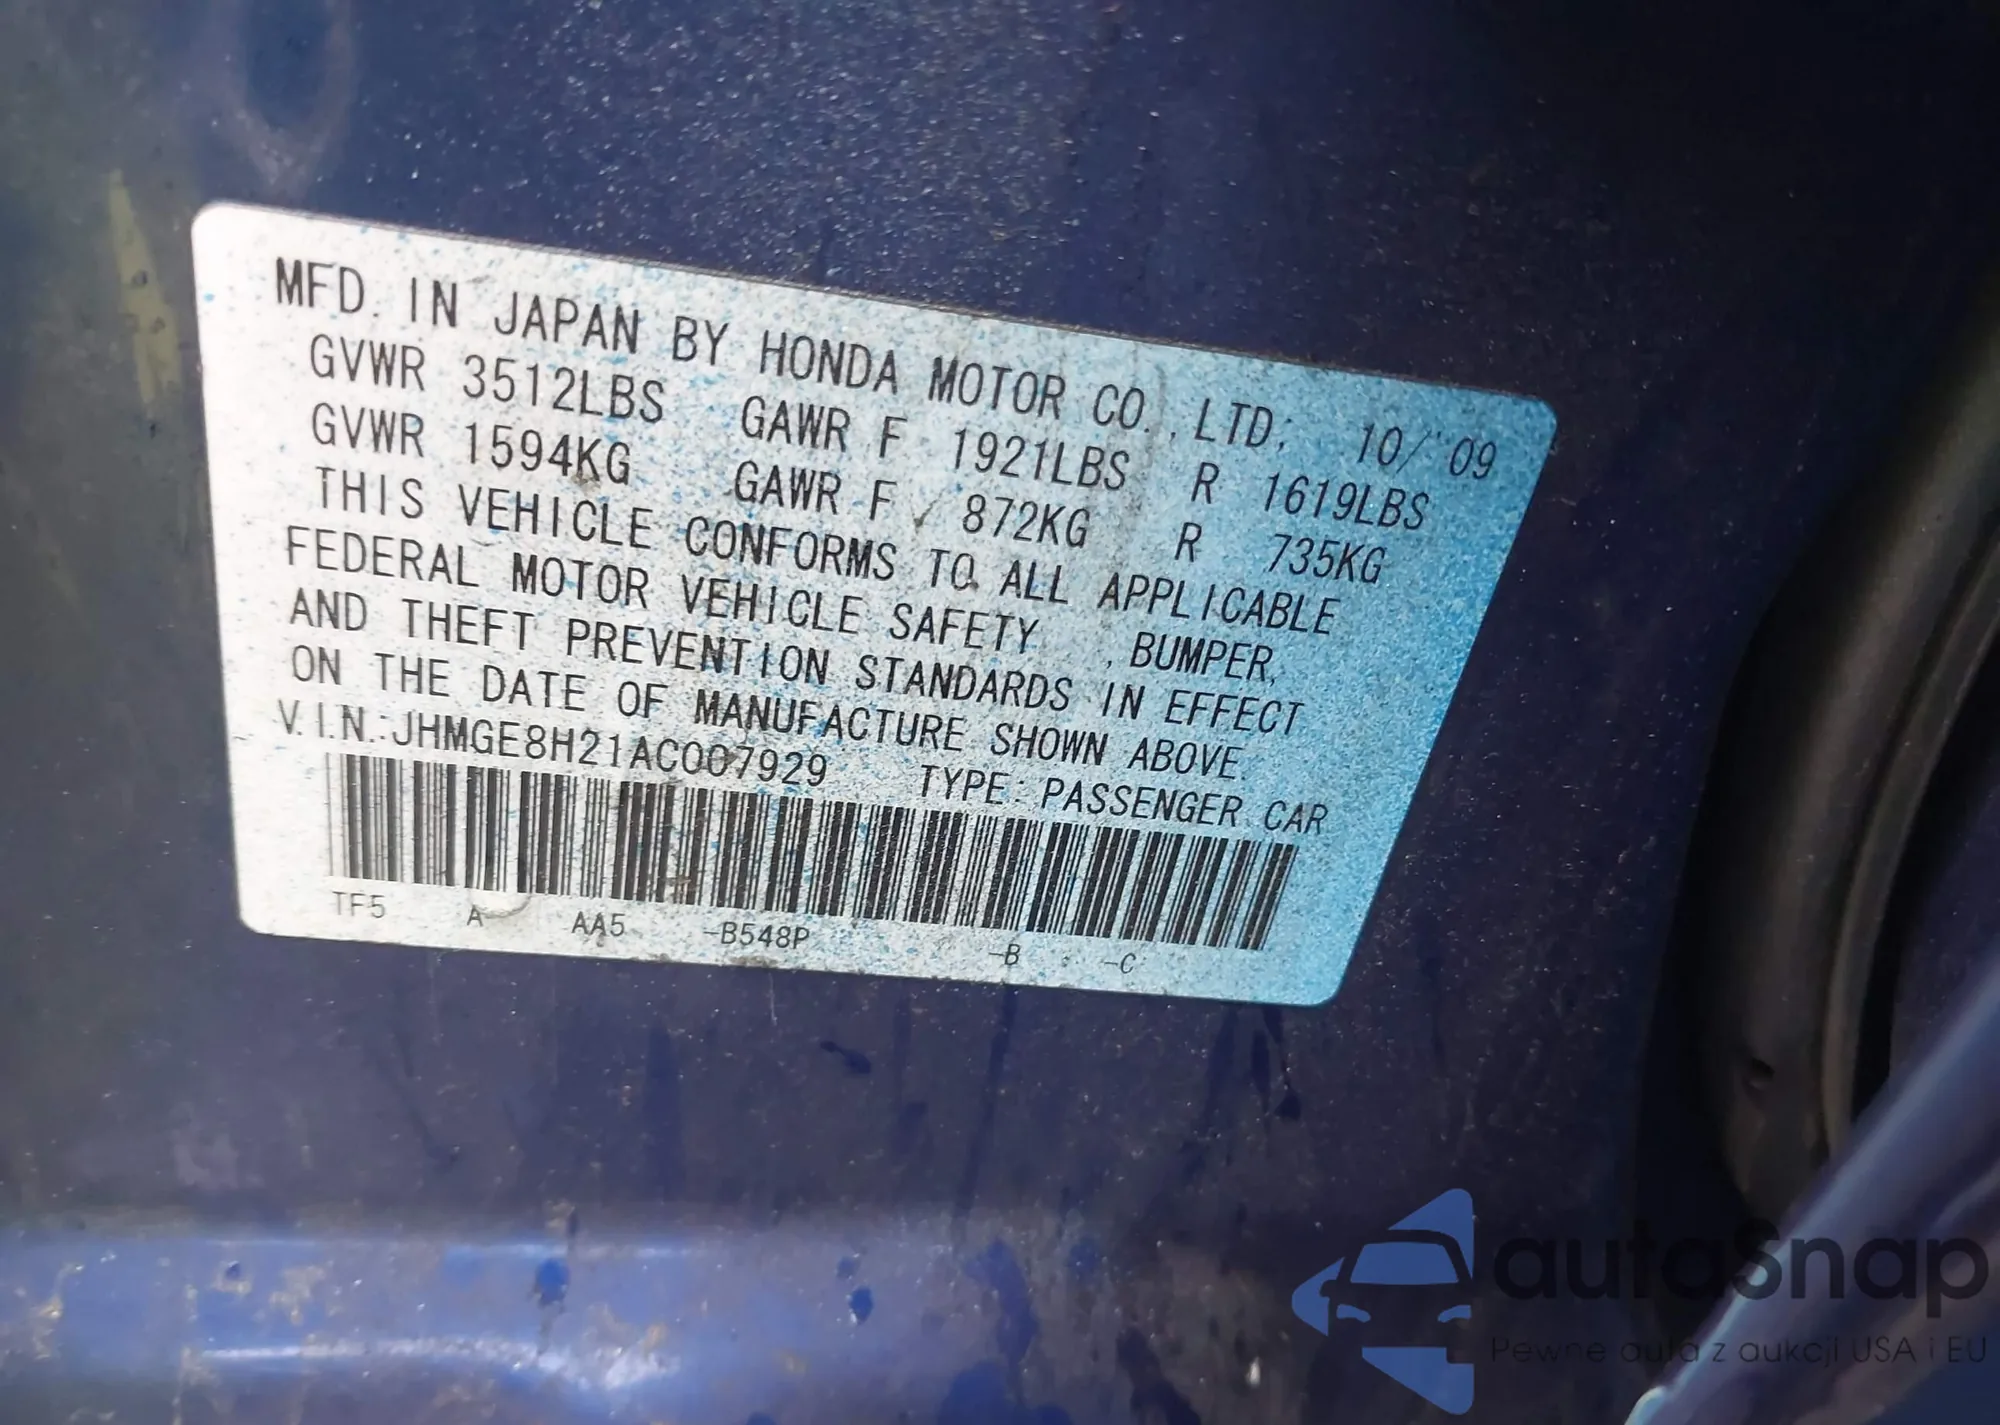 MFD. IN JAPAN BY HONDA MOTOR CO., LTD; 10/'09
GVWR 3512LBS GAWR F 1921LBS R 1619LBS
GVWR 1594KG GAWR F 872KG R 735KG
THIS VEHICLE CONFORMS TO ALL APPLICABLE
FEDERAL MOTOR VEHICLE SAFETY , BUMPER,
AND THEFT PREVENTION STANDARDS IN EFFECT
ON THE DATE OF MANUFACTURE SHOWN ABOVE.
V.I.N.:JHMGE8H21AC007929 TYPE: PASSENGER CAR
TF5 A AA5 -B548P -B -C
autaSnap
Pewne auta z aukcji USA i EU